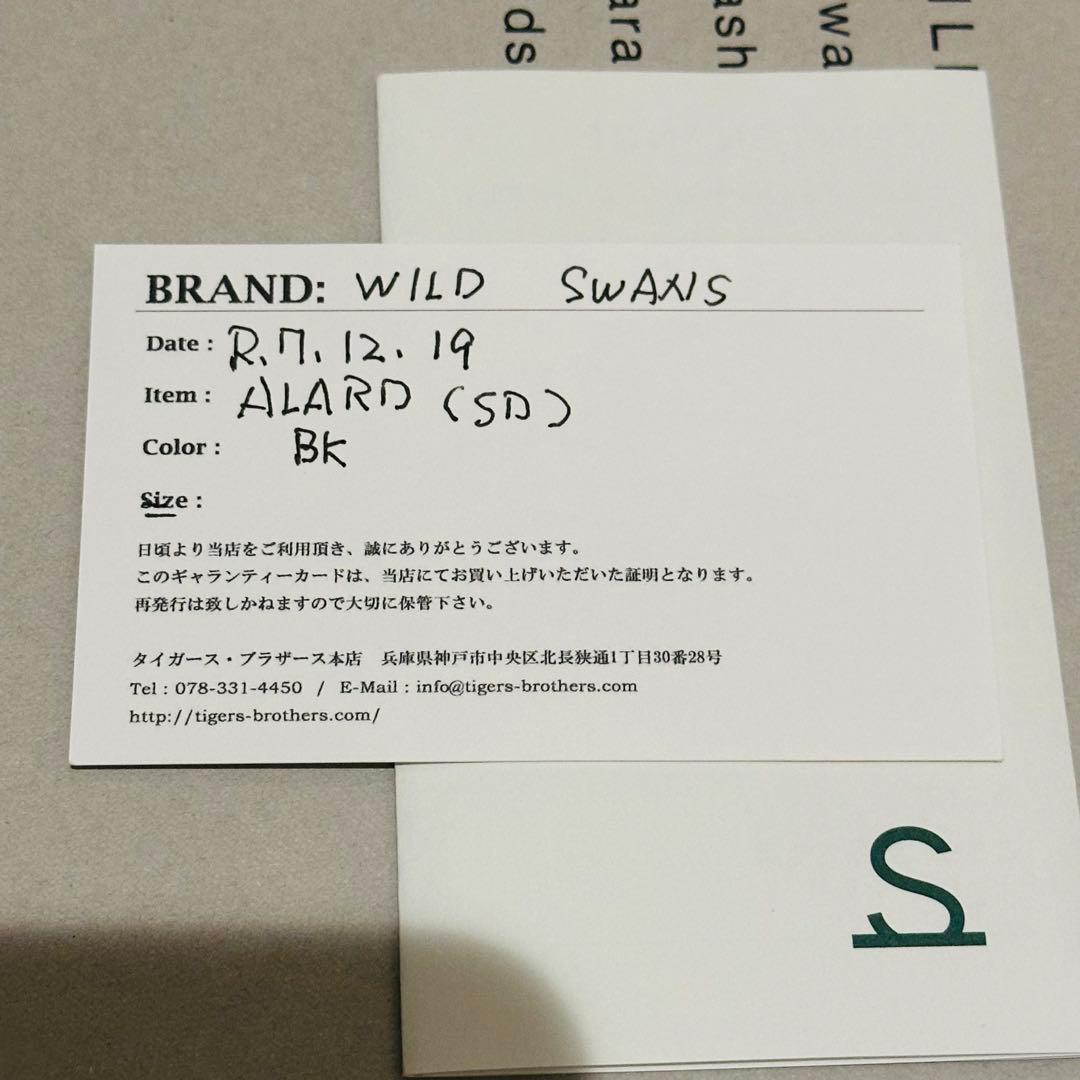 ds
ara
ash
wa
BRAND: WILD SWANS
Date : R.7.12.19
Item : ALARD (SD)
Color : BK
Size :
日頃より当店をご利用頂き、誠にありがとうございます。
このギャランティーカードは、当店にてお買い上げいただいた証明となります。
再発行は致しかねますので大切に保管下さい。
タイガース・ブラザース本店　兵庫県神戸市中央区北長狭通1丁目30番28号
Tel : 078-331-4450 / E-Mail : info@tigers-brothers.com
http://tigers-brothers.com/
S